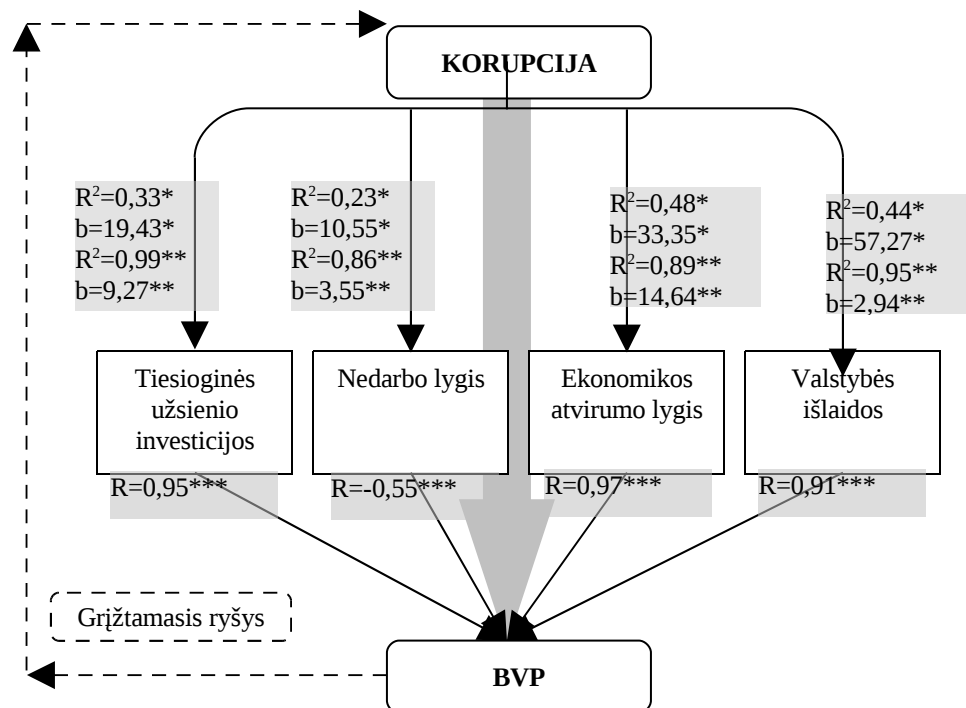 KORUPCIJA
R²=0,33*
b=19,43*
R²=0,99**
b=9,27**
R²=0,23*
b=10,55*
R²=0,86**
b=3,55**
R²=0,48*
b=33,35*
R²=0,89**
b=14,64**
R²=0,44*
b=57,27*
R²=0,95**
b=2,94**
Tiesioginės
užsienio
investicijos
Nedarbo lygis
Ekonomikos
atvirumo lygis
Valstybės
išlaidos
R=0,95***
R=-0,55***
R=0,97***
R=0,91***
Grįžtamasis ryšys
BVP